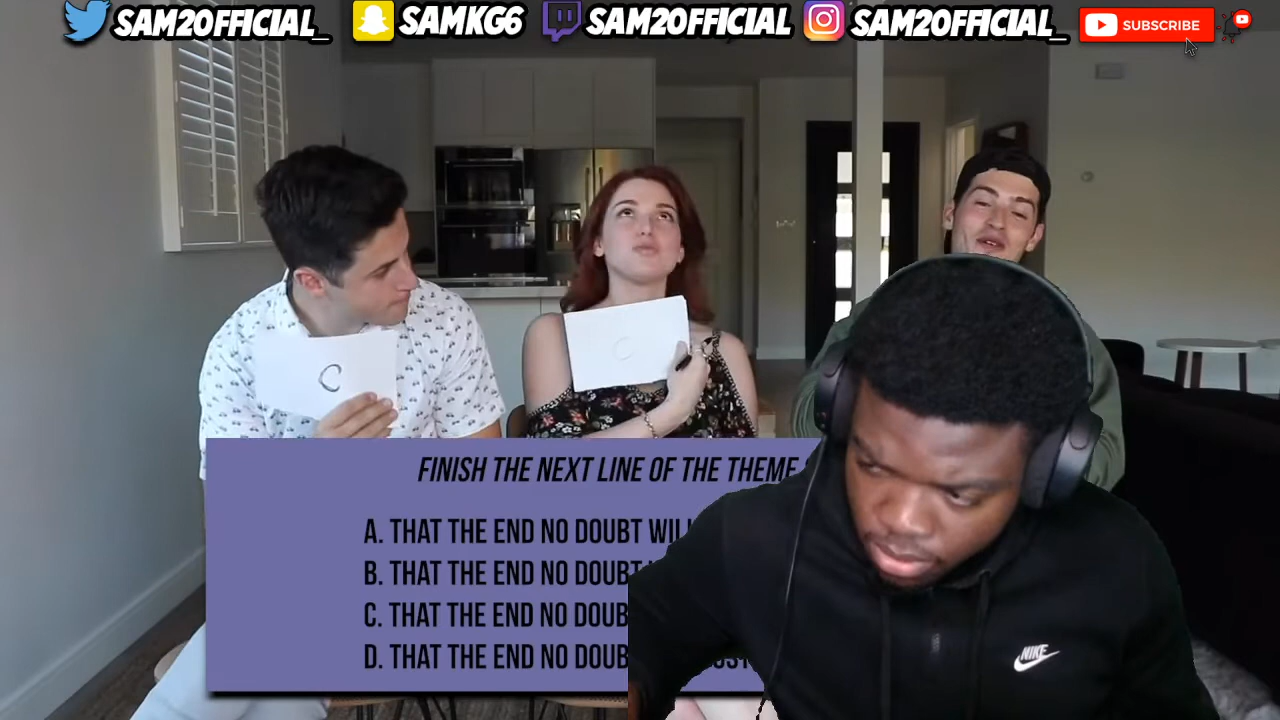 SAM20FFICIAL_ SAMKG6 SAM20FFICIAL SAM20FFICIAL_ SUBSCRIBE
C
C
FINISH THE NEXT LINE OF THE THEME
A. THAT THE END NO DOUBT
B. THAT THE END NO DOUBT
C. THAT THE END NO
D. THAT THE END NO
NIKE